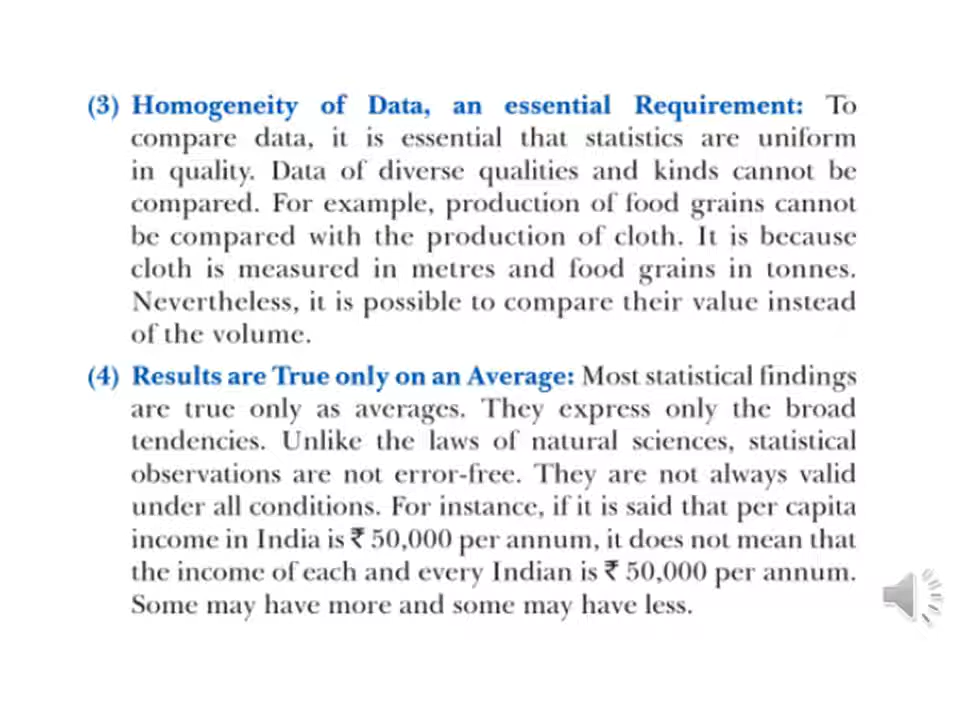 (3) Homogeneity of Data, an essential Requirement: To
compare data, it is essential that statistics are uniform
in quality. Data of diverse qualities and kinds cannot be
compared. For example, production of food grains cannot
be compared with the production of cloth. It is because
cloth is measured in metres and food grains in tonnes.
Nevertheless, it is possible to compare their value instead
of the volume.
(4) Results are True only on an Average: Most statistical findings
are true only as averages. They express only the broad
tendencies. Unlike the laws of natural sciences, statistical
observations are not error-free. They are not always valid
under all conditions. For instance, if it is said that per capita
income in India is ₹ 50,000 per annum, it does not mean that
the income of each and every Indian is ₹ 50,000 per annum.
Some may have more and some may have less.